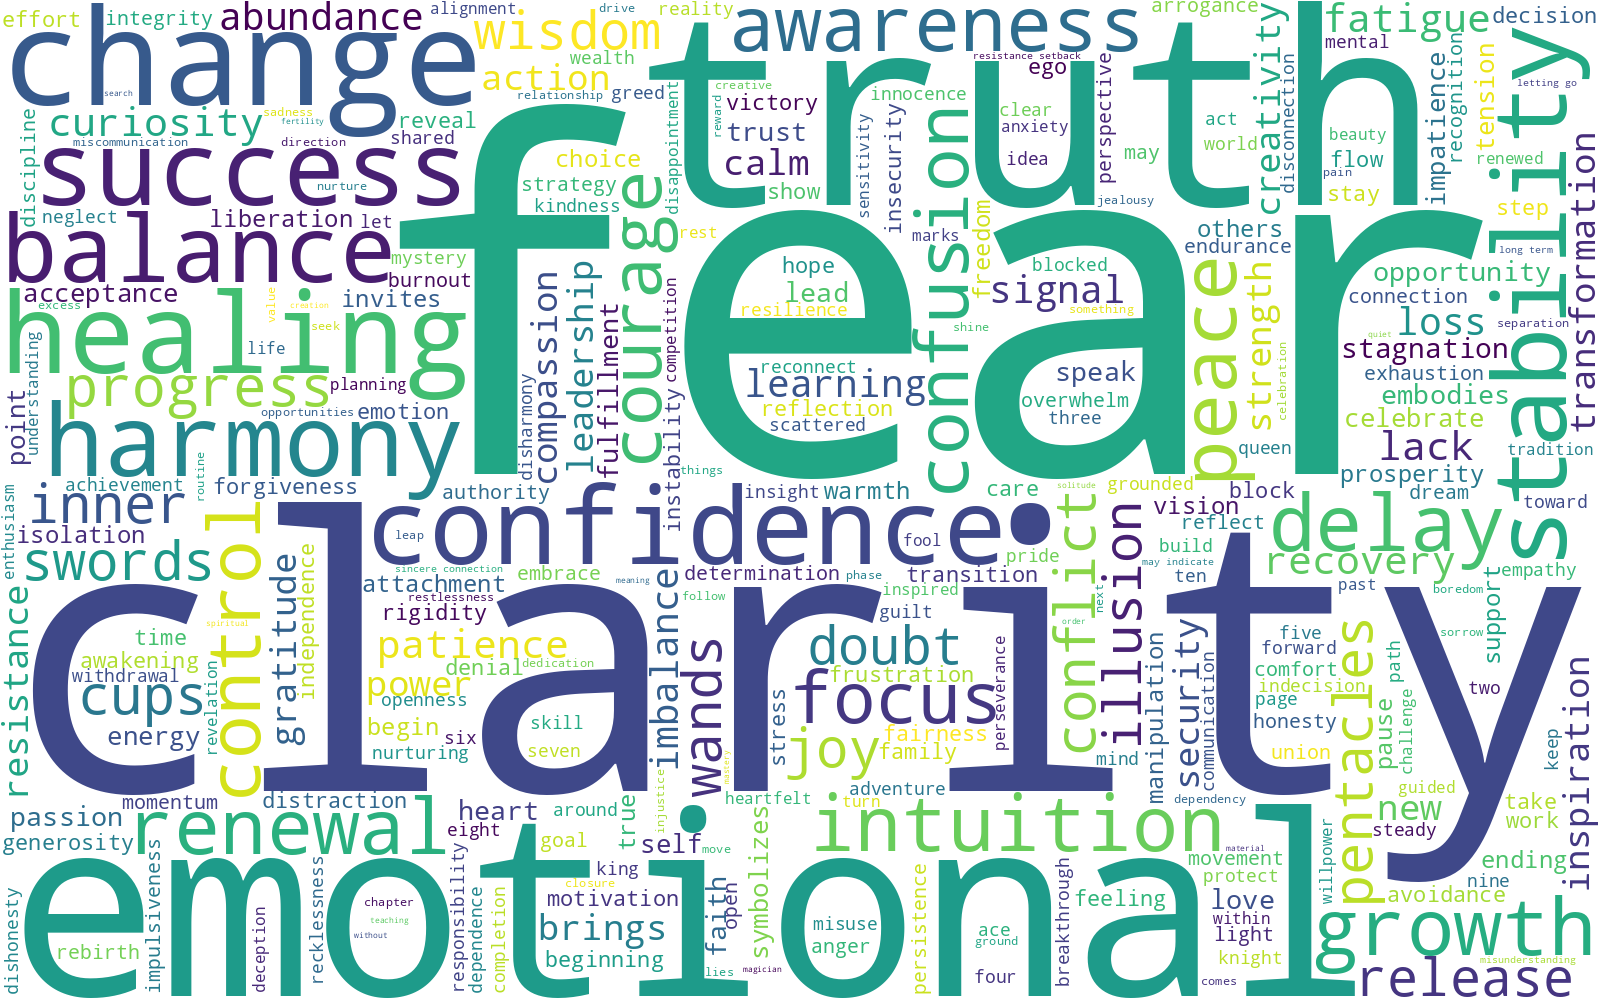 effort
integrity
abundance
alignment
drive
reality
arrogance
fatigue
decision
change
wisdom
awareness
truth
mental
wealth
action
resistance setback
ego
perspective
creativity
disconnection
impatience
recognition
tension
letting go
stability
search
relationship
greed
disappointment
creative
reward
victory
innocence
clear
anxiety
act
world
beauty
curiosity
sadness
fertility
reveal
shared
trust
insecurity
sensitivity
confusion
idea
may
flow
renewed
discipline
miscommunication
direction
choice
calm
pain
transformation
success
nurture
strategy
show
jealousy
stay
step
neglect
liberation
let
kindness
courage
fear
freedom
marks
others
tradition
balance
mystery
rest
endurance
long term
acceptance
burnout
compassion
leadership
hope
blocked
peace
strength
opportunity
excess
value
creation
invites
fulfillment
competition
instability
lead
signal
connection
healing
seek
resilience
something
loss
separation
shine
quiet
life
celebration
stagnation
progress
planning
reconnect
learning
speak
exhaustion
embodies
understanding
point
opportunities
emotion
disharmony
reflection
overwhelm
celebrate
harmony
scattered
three
queen
lack
routine
things
prosperity
achievement
forgiveness
authority
insight
warmth
care
solitude
grounded
block
dream
toward
inner
confidence
conflict
vision
delay
enthusiasm
isolation
control
leap
fool
pride
illusion
reflect
build
recovery
swords
gratitude
independence
attachment
sincere connection
embrace
meaning
determination
phase
transition
may indicate
ten
past
boredom
empathy
resistance
clarity
restlessness
rigidity
imbalance
follow
inspired
guilt
next
order
support
spiritual
time
patience
wands
doubt
perseverance
five
sorrow
awakening
denial
dedication
forward
withdrawal
frustration
manipulation
security
communication
comfort
pentacles
path
cups
revelation
power
openness
stress
focus
indecision
page
two
energy
begin
skill
fairness
honesty
pause
challenge
keep
inspiration
six
seven
nurturing
joy
family
mind
union
mastery
injustice
adventure
guided
momentum
distraction
heart
around
true
heartfelt
turn
intuition
dependency
new
take
passion
renewal
eight
steady
work
generosity
goal
self
move
symbolizes
material
willpower
emotional
impulsiveness
recklessness
responsibility
dependence
completion
king
closure
faith
open
movement
protect
ending
nine
dishonesty
deception
chapter
motivation
persistence
breakthrough
feeling
love
avoidance
teaching
brings
misuse
ace
within
growth
rebirth
without
anger
ground
light
beginning
lies
magician
four
knight
misunderstanding
comes
release